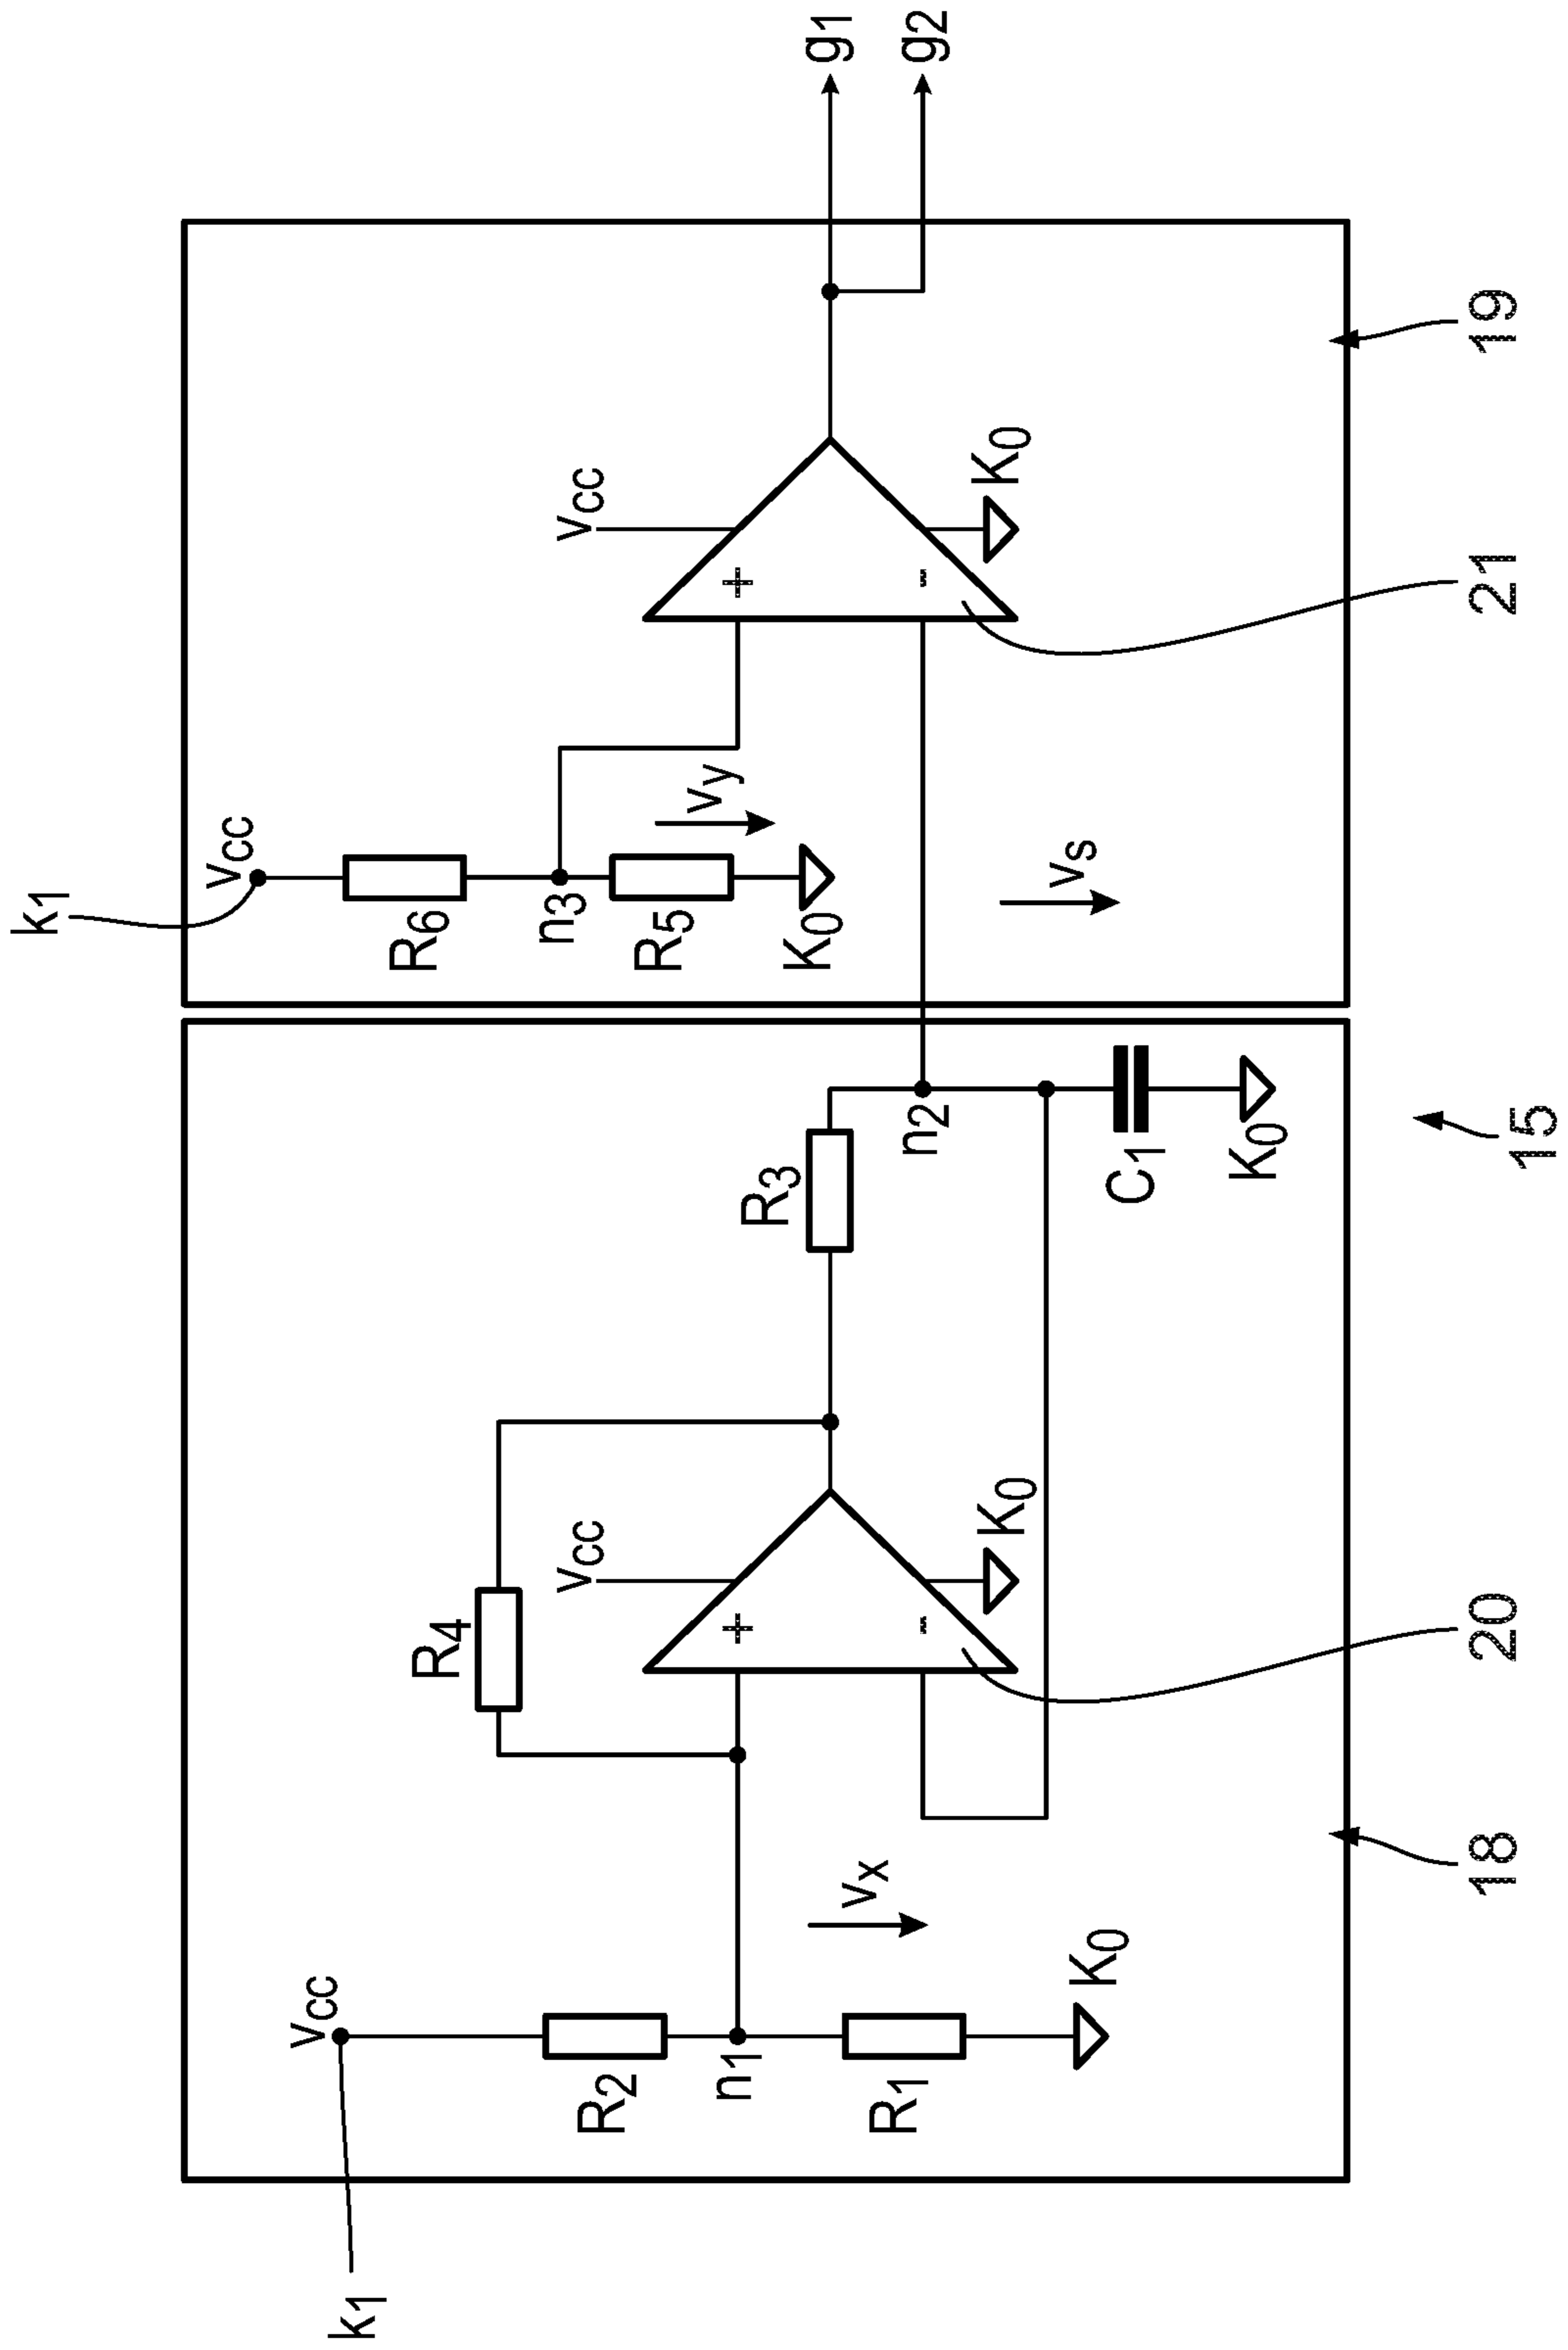 k1
vcc
R2
n1
R1
K0
vx
R4
vcc
+
-
K0
R3
n2
C1
K0
18
20
15
k1
vcc
R6
n3
R5
K0
vy
vs
vcc
+
-
K0
21
19
g1
g2